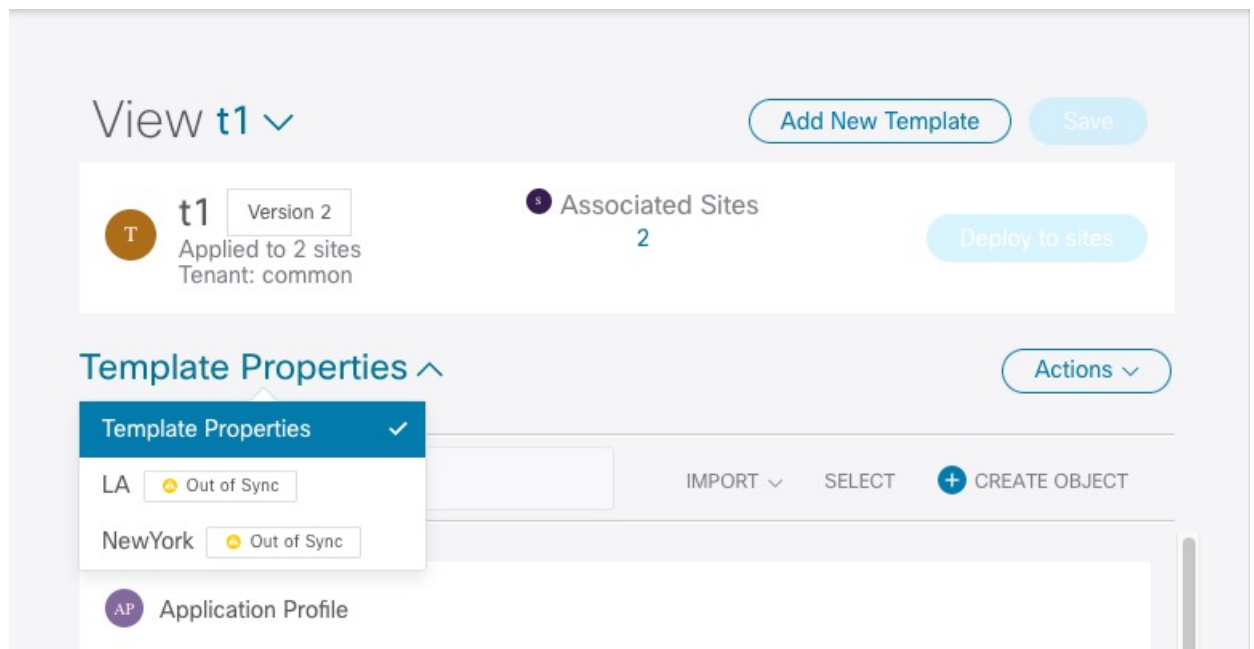 View t1
Add New Template
Save
T
t1
Version 2
Applied to 2 sites
Tenant: common
S
Associated Sites
2
Deploy to sites
Template Properties
Actions
Template Properties
LA
Out of Sync
NewYork
Out of Sync
IMPORT
SELECT
CREATE OBJECT
AP
Application Profile